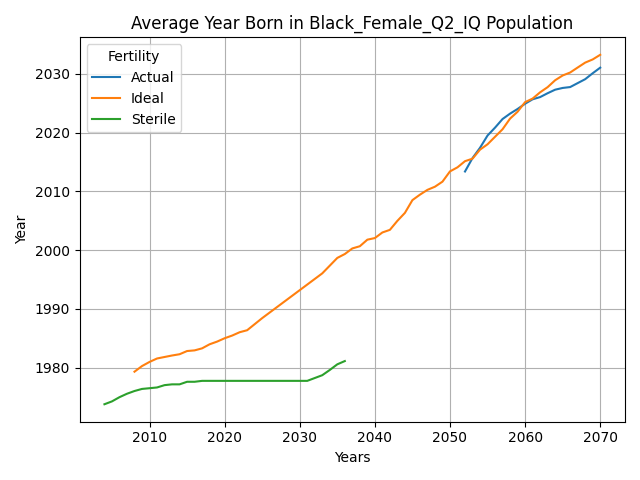 Average Year Born in Black_Female_Q2_IQ Population
Fertility
Actual
Ideal
Sterile
Year
2030
2020
2010
2000
1990
1980
2010
2020
2030
2040
2050
2060
2070
Years